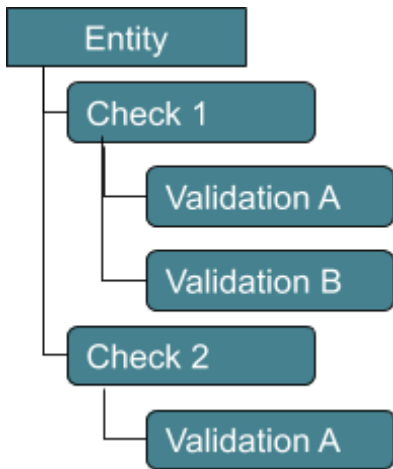 Entity
Check 1
Validation A
Validation B
Check 2
Validation A